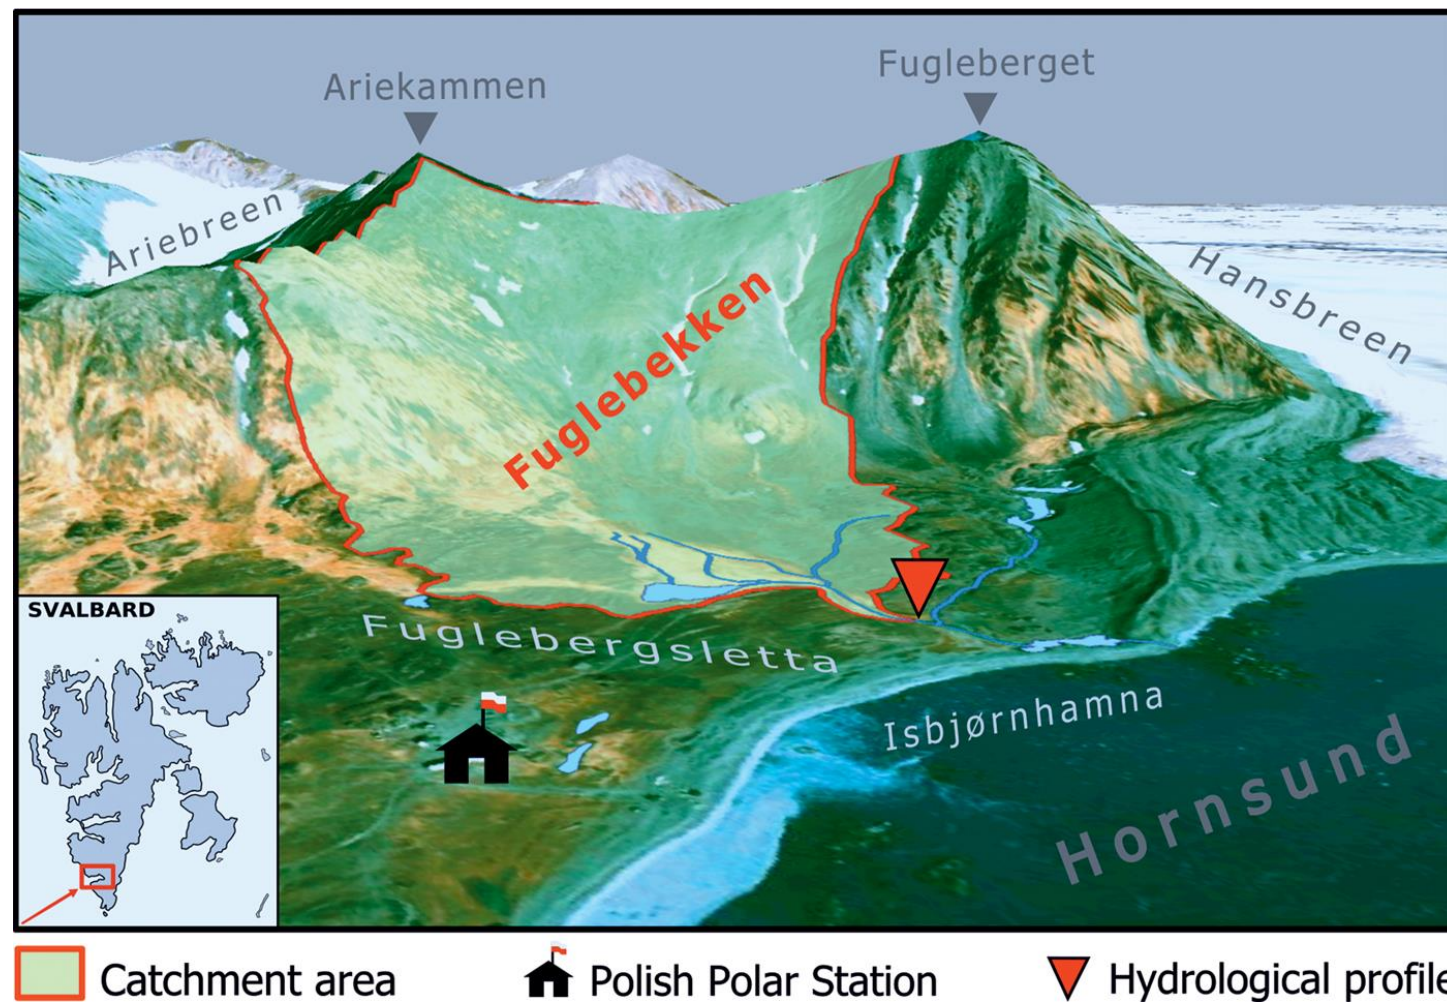 Ariekammen
Fugleberget
Ariebreen
Hansbreen
Fuglebekken
SVALBARD
Fuglebergsletta
Isbjørnhamna
Hornsund
Catchment area
Polish Polar Station
Hydrological profile